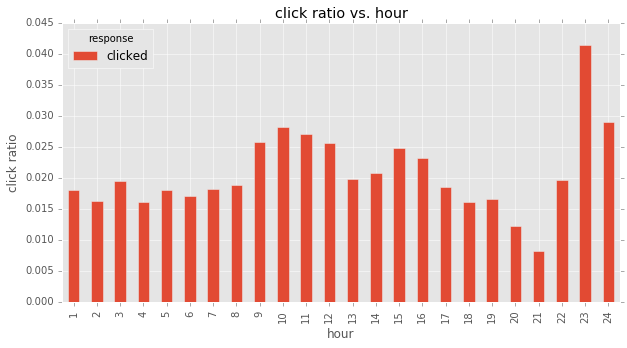 click ratio vs. hour
response
clicked
click ratio
0.045
0.040
0.035
0.030
0.025
0.020
0.015
0.010
0.005
0.000
1 2 3 4 5 6 7 8 9 10 11 12 13 14 15 16 17 18 19 20 21 22 23 24
hour